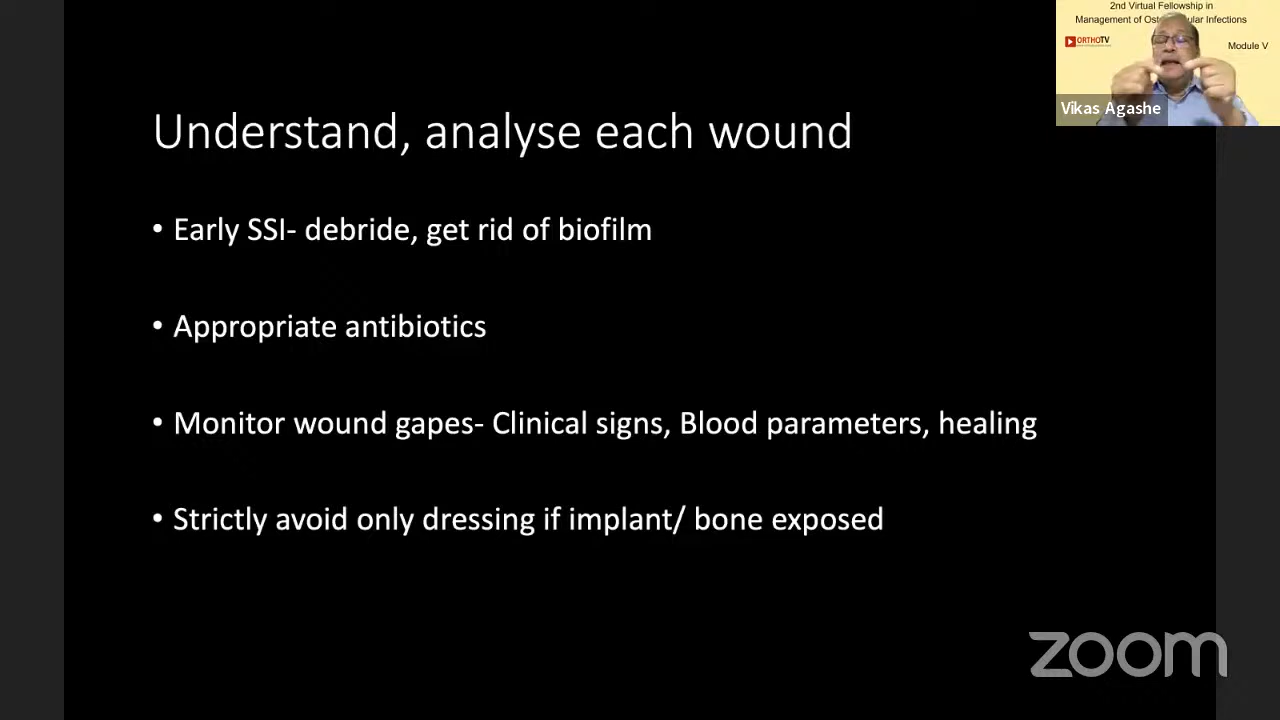 2nd Virtual Fellowship in
Management of Infections
ORTHOTV
Module V
Vikas Agashe
Understand, analyse each wound
• Early SSI- debride, get rid of biofilm
• Appropriate antibiotics
• Monitor wound gapes- Clinical signs, Blood parameters, healing
• Strictly avoid only dressing if implant/ bone exposed
zoom